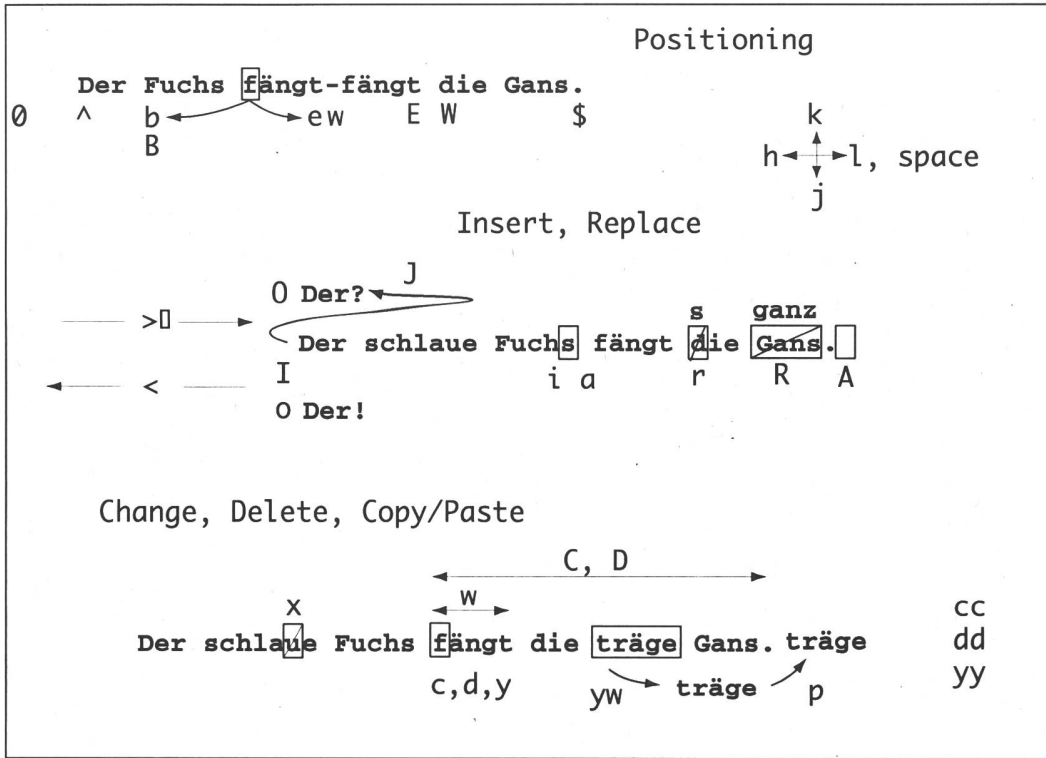 Positioning
Der Fuchs fängt-fängt die Gans.
0 ^ b e w E W $
B
k
h l, space
j
Insert, Replace
J
O Der?
> 
s ganz
Der schlaue Fuchs fängt die Gans.
I i a r R A
<
o Der!
Change, Delete, Copy/Paste
C, D
w
x
cc
Der schlaue Fuchs fängt die träge Gans. träge
dd
c,d,y yw träge p
yy